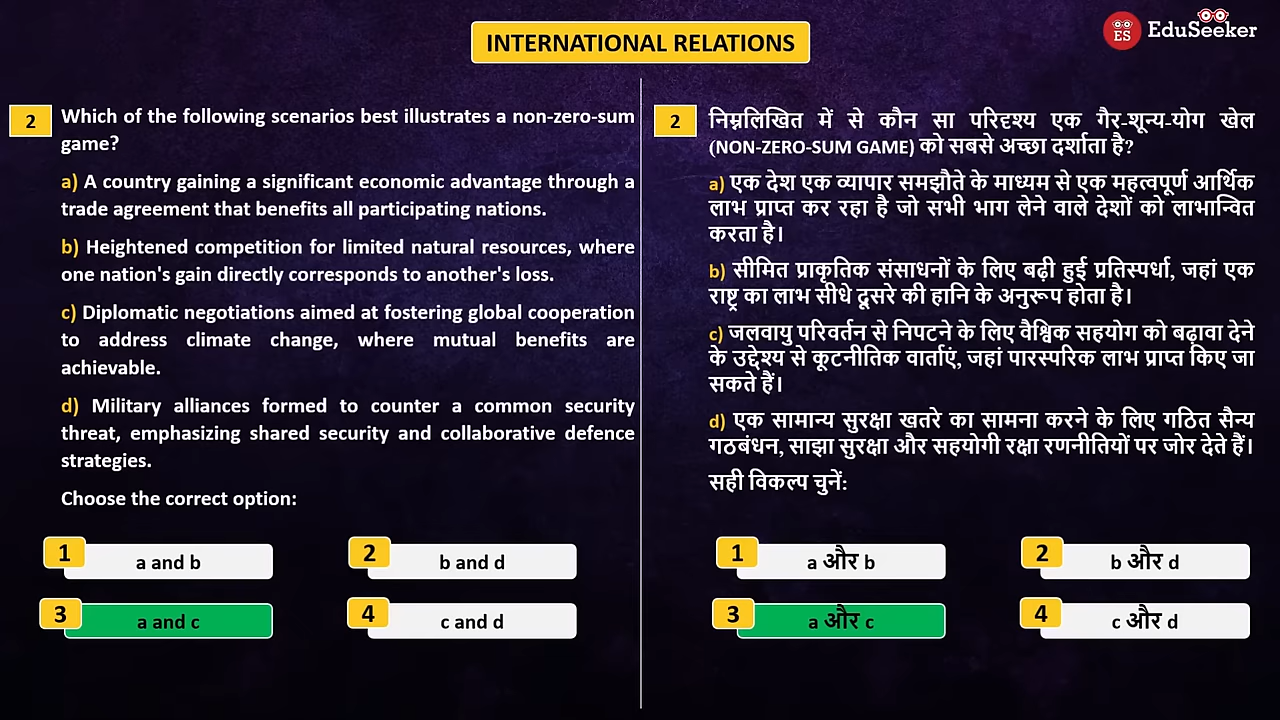 INTERNATIONAL RELATIONS
ES EduSeeker
2
Which of the following scenarios best illustrates a non-zero-sum
game?
a) A country gaining a significant economic advantage through a
trade agreement that benefits all participating nations.
b) Heightened competition for limited natural resources, where
one nation's gain directly corresponds to another's loss.
c) Diplomatic negotiations aimed at fostering global cooperation
to address climate change, where mutual benefits are
achievable.
d) Military alliances formed to counter a common security
threat, emphasizing shared security and collaborative defence
strategies.
Choose the correct option:
1 a and b
2 b and d
3 a and c
4 c and d
2
निम्नलिखित में से कौन सा परिदृश्य एक गैर-शून्य-योग खेल
(NON-ZERO-SUM GAME) को सबसे अच्छा दर्शाता है?
a) एक देश एक व्यापार समझौते के माध्यम से एक महत्वपूर्ण आर्थिक
लाभ प्राप्त कर रहा है जो सभी भाग लेने वाले देशों को लाभान्वित
करता है।
b) सीमित प्राकृतिक संसाधनों के लिए बढ़ी हुई प्रतिस्पर्धा, जहां एक
राष्ट्र का लाभ सीधे दूसरे की हानि के अनुरूप होता है।
c) जलवायु परिवर्तन से निपटने के लिए वैश्विक सहयोग को बढ़ावा देने
के उद्देश्य से कूटनीतिक वार्ताएं, जहां पारस्परिक लाभ प्राप्त किए जा
सकते हैं।
d) एक सामान्य सुरक्षा खतरे का सामना करने के लिए गठित सैन्य
गठबंधन, साझा सुरक्षा और सहयोगी रक्षा रणनीतियों पर जोर देते हैं।
सही विकल्प चुनें:
1 a और b
2 b और d
3 a और c
4 c और d